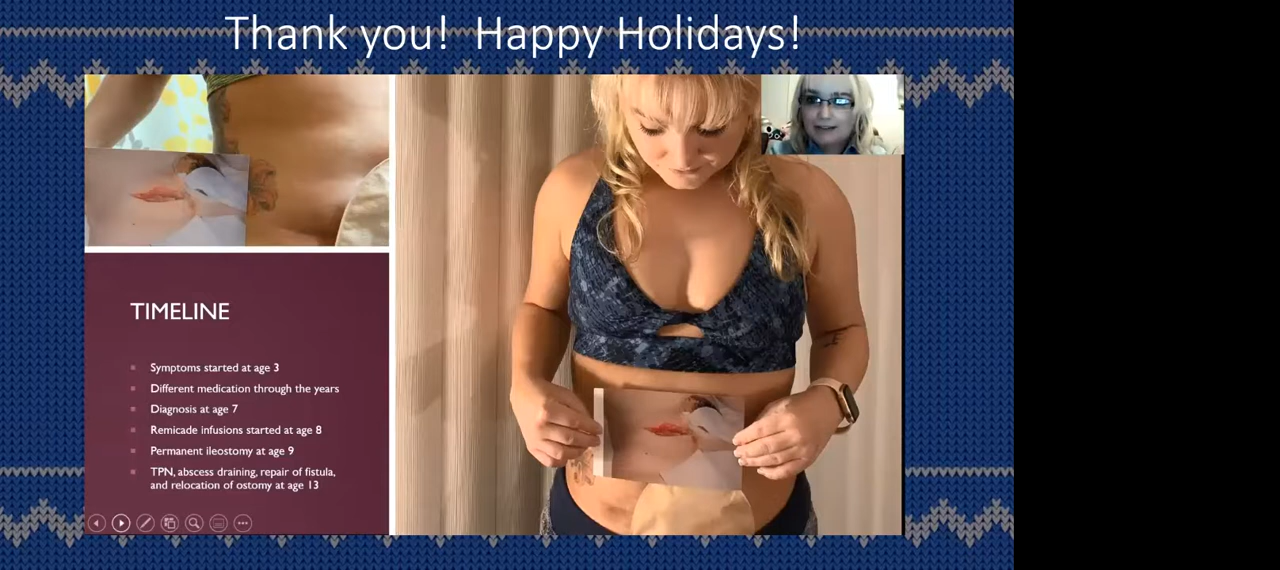 Thank you!  Happy Holidays!
TIMELINE
Symptoms started at age 3
Different medication through the years
Diagnosis at age 7
Remicade infusions started at age 8
Permanent ileostomy at age 9
TPN, abscess draining, repair of fistula,
and relocation of ostomy at age 13